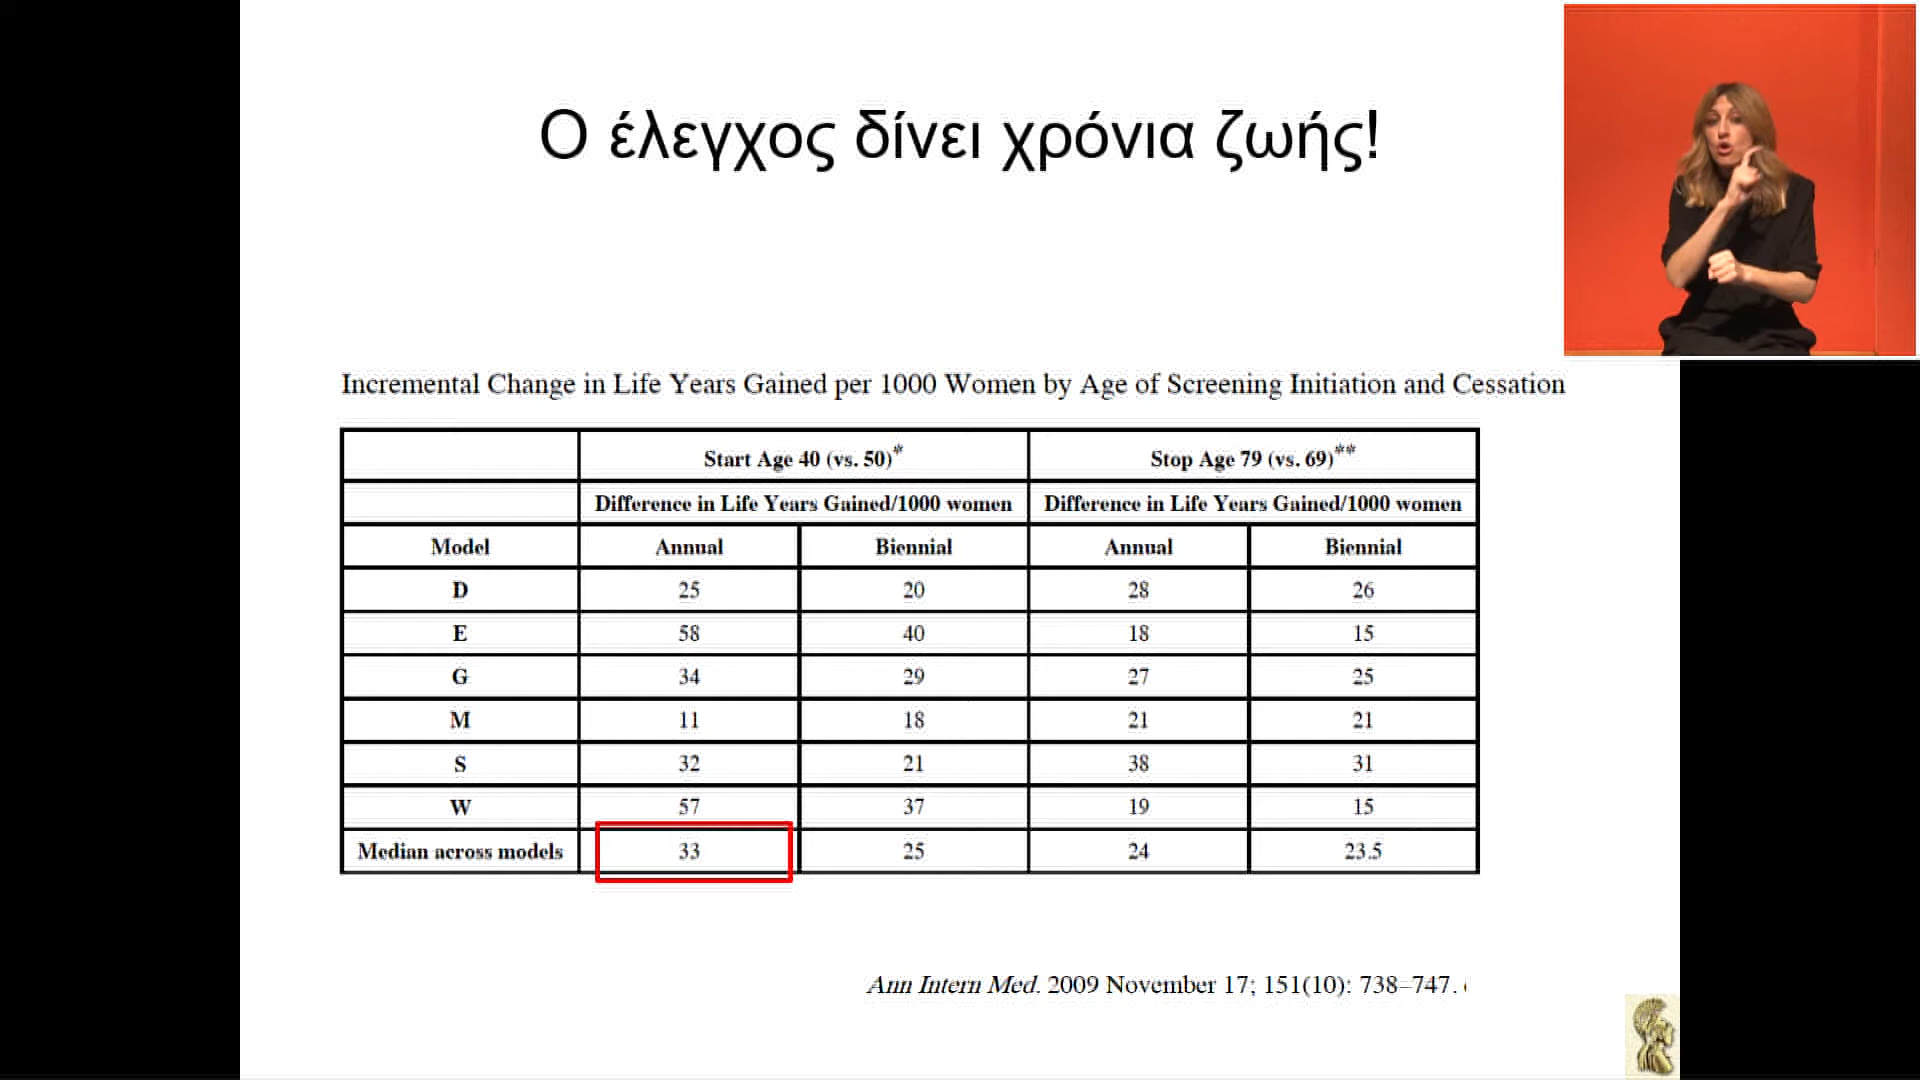 Ο έλεγχος δίνει χρόνια ζωής!
Incremental Change in Life Years Gained per 1000 Women by Age of Screening Initiation and Cessation
Start Age 40 (vs. 50)* Stop Age 79 (vs. 69)**
Difference in Life Years Gained/1000 women Difference in Life Years Gained/1000 women
Model Annual Biennial Annual Biennial
D 25 20 28 26
E 58 40 18 15
G 34 29 27 25
M 11 18 21 21
S 32 21 38 31
W 57 37 19 15
Median across models 33 25 24 23.5
Ann Intern Med. 2009 November 17; 151(10): 738–747.